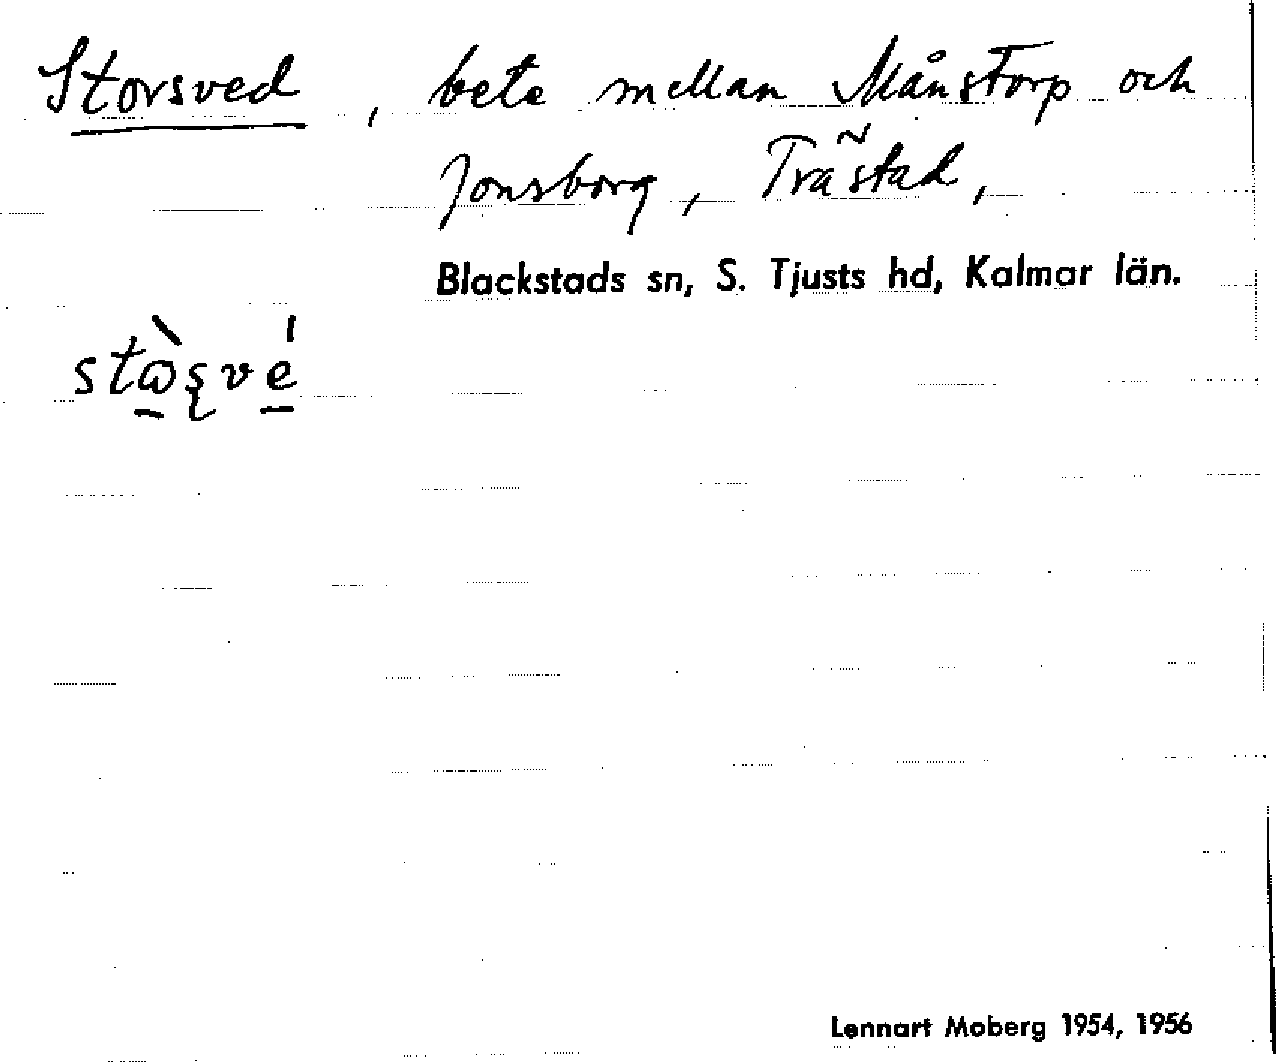 Storsved, bete mellan Månstorp och
Jonsborg, Trästad,
Blackstads sn, S. Tjusts hd, Kalmar län.
Lennart Moberg 1954, 1956